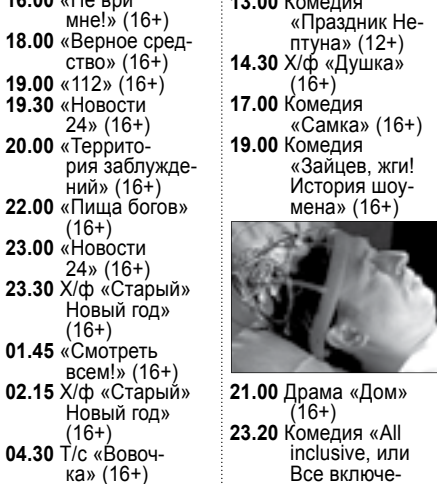 16.00 «Не ври
мне!» (16+)
18.00 «Верное сред-
ство» (16+)
19.00 «112» (16+)
19.30 «Новости
24» (16+)
20.00 «Террито-
рия заблужде-
ний» (16+)
22.00 «Пища богов»
(16+)
23.00 «Новости
24» (16+)
23.30 Х/ф «Старый»
Новый год»
(16+)
01.45 «Смотреть
всем!» (16+)
02.15 Х/ф «Старый»
Новый год»
(16+)
04.30 Т/с «Вовоч-
ка» (16+)
13.00 Комедия
«Праздник Не-
птуна» (12+)
14.30 Х/ф «Душка»
(16+)
17.00 Комедия
«Самка» (16+)
19.00 Комедия
«Зайцев, жги!
История шоу-
мена» (16+)
21.00 Драма «Дом»
(16+)
23.20 Комедия «All
inclusive, или
Все включе-